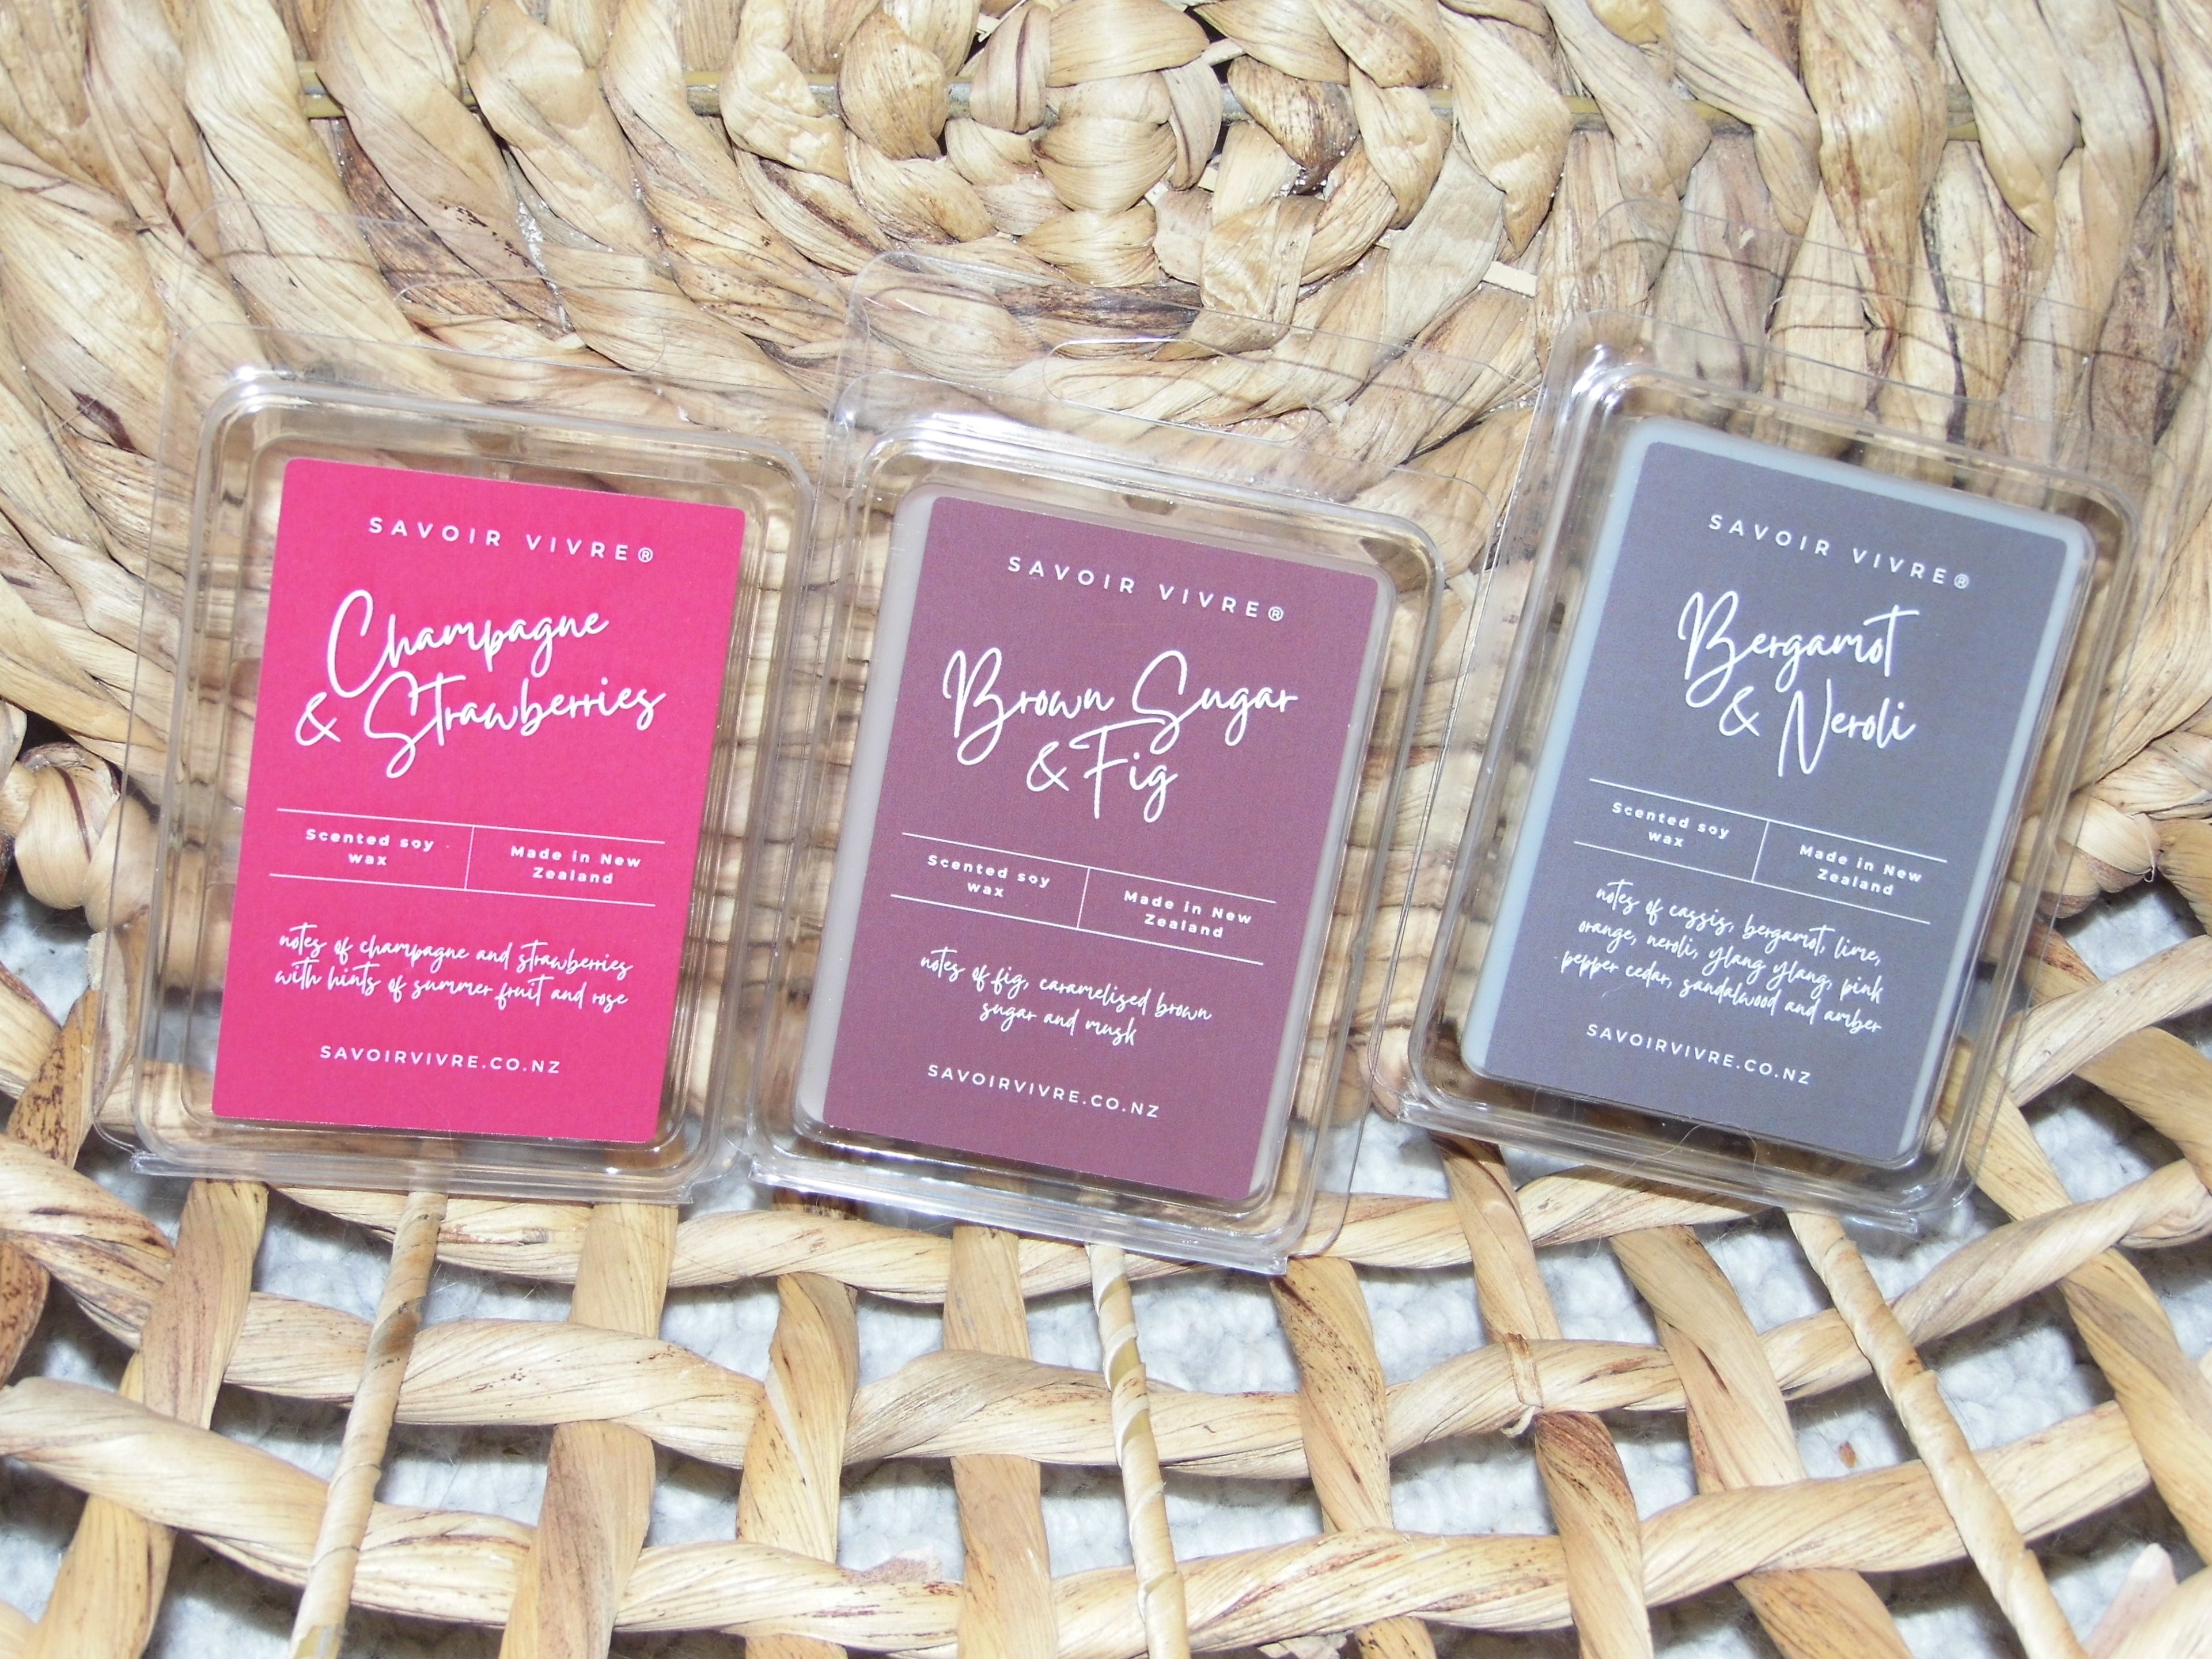 SAVOIR VIVRE®
Champagne
& Strawberries
Scented soy
wax
Made in New
Zealand
notes of champagne and strawberries
with hints of summer fruit and rose
SAVOIRVIVRE.CO.NZ
SAVOIR VIVRE®
Brown Sugar
& Fig
Scented soy
wax
Made in New
Zealand
notes of fig, caramelised brown
sugar and musk
SAVOIRVIVRE.CO.NZ
SAVOIR VIVRE®
Bergamot
& Neroli
Scented soy
wax
Made in New
Zealand
notes of cassis, bergamot, lime,
orange, neroli, ylang ylang, pink
pepper cedar, sandalwood and amber
SAVOIRVIVRE.CO.NZ